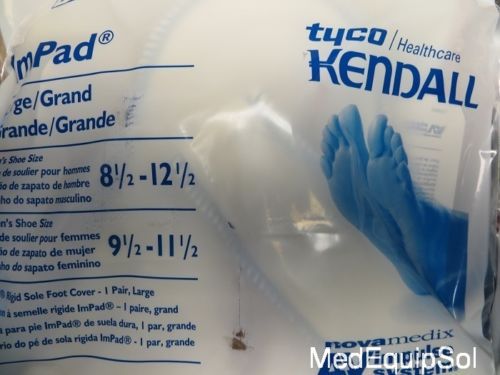 ImPad®
tyco / Healthcare
KENDALL
ge/Grand
rande/Grande
n's Shoe Size
de soulier pour hommes
ão de zapato de hombre
ho do sapato masculino
8½ - 12½
n's Shoe Size
de soulier pour femmes
ão de zapato de mujer
nho do sapato feminino
9½ - 11½
® Rigid Sole Foot Cover - 1 Pair, Large
n à semelle rigide ImPad® - 1 paire, grand
a para pie ImPad® de suela dura, 1 par, grande
rio do pé de sola rígida ImPad® - 1 par, grande
novamedix
MedEquipSol